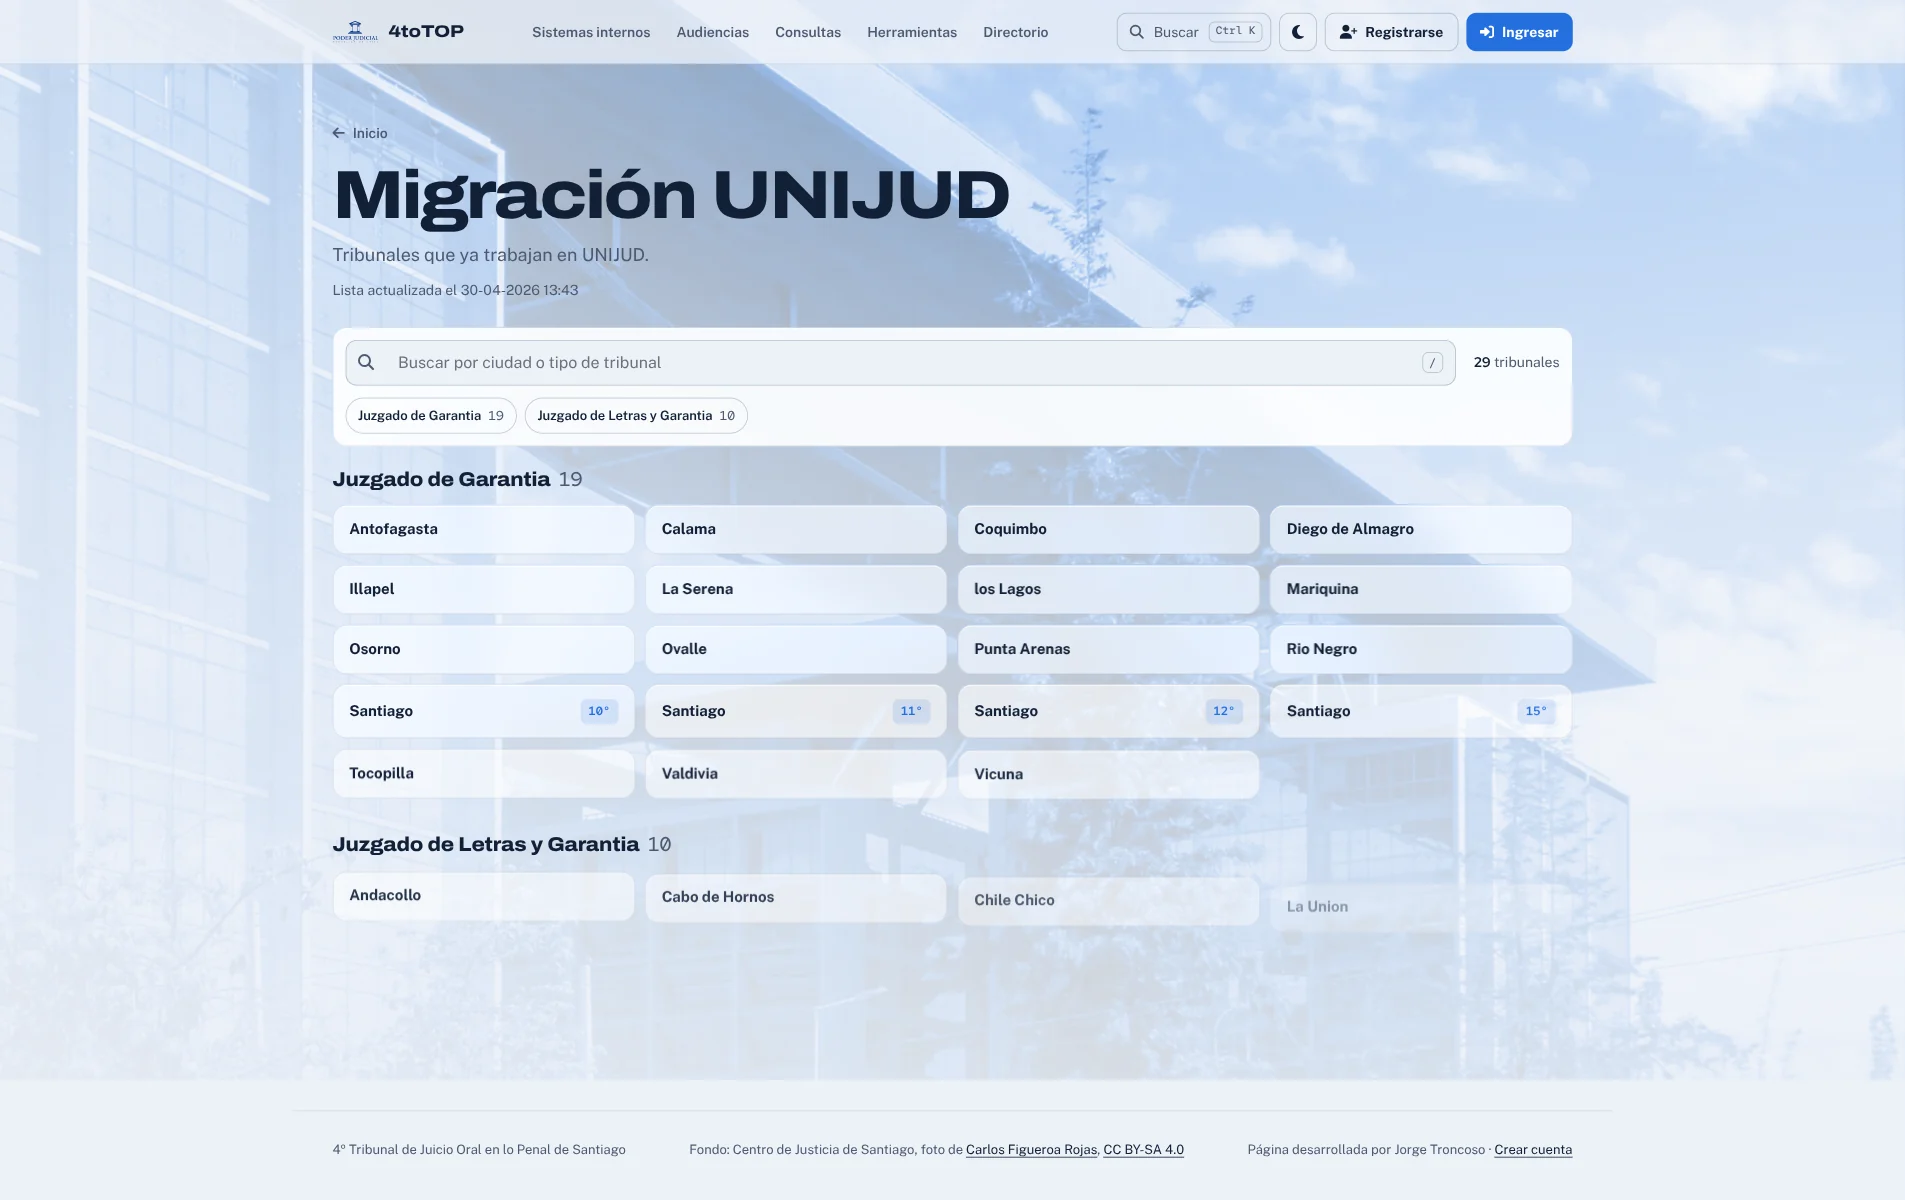 PODER JUDICIAL
4toTOP
Sistemas internos
Audiencias
Consultas
Herramientas
Directorio
Buscar Ctrl K
Registrarse
Ingresar
Inicio
Migración UNIJUD
Tribunales que ya trabajan en UNIJUD.
Lista actualizada el 30-04-2026 13:43
Buscar por ciudad o tipo de tribunal /
29 tribunales
Juzgado de Garantia 19
Juzgado de Letras y Garantia 10
Juzgado de Garantia 19
Antofagasta
Calama
Coquimbo
Diego de Almagro
Illapel
La Serena
los Lagos
Mariquina
Osorno
Ovalle
Punta Arenas
Rio Negro
Santiago 10°
Santiago 11°
Santiago 12°
Santiago 15°
Tocopilla
Valdivia
Vicuna
Juzgado de Letras y Garantia 10
Andacollo
Cabo de Hornos
Chile Chico
La Union
4º Tribunal de Juicio Oral en lo Penal de Santiago
Fondo: Centro de Justicia de Santiago, foto de Carlos Figueroa Rojas, CC BY-SA 4.0
Página desarrollada por Jorge Troncoso · Crear cuenta